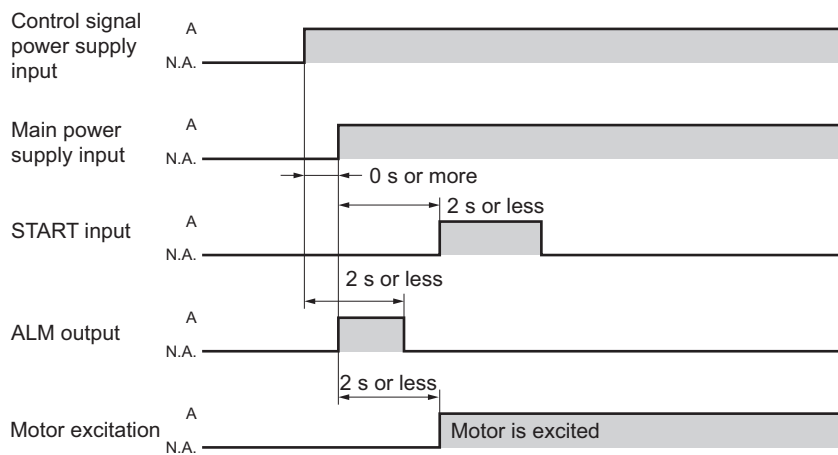 Control signal
power supply
input
A
N.A.
Main power
supply input
A
N.A.
0 s or more
2 s or less
START input
A
N.A.
2 s or less
ALM output
A
N.A.
2 s or less
Motor excitation
A
N.A.
Motor is excited